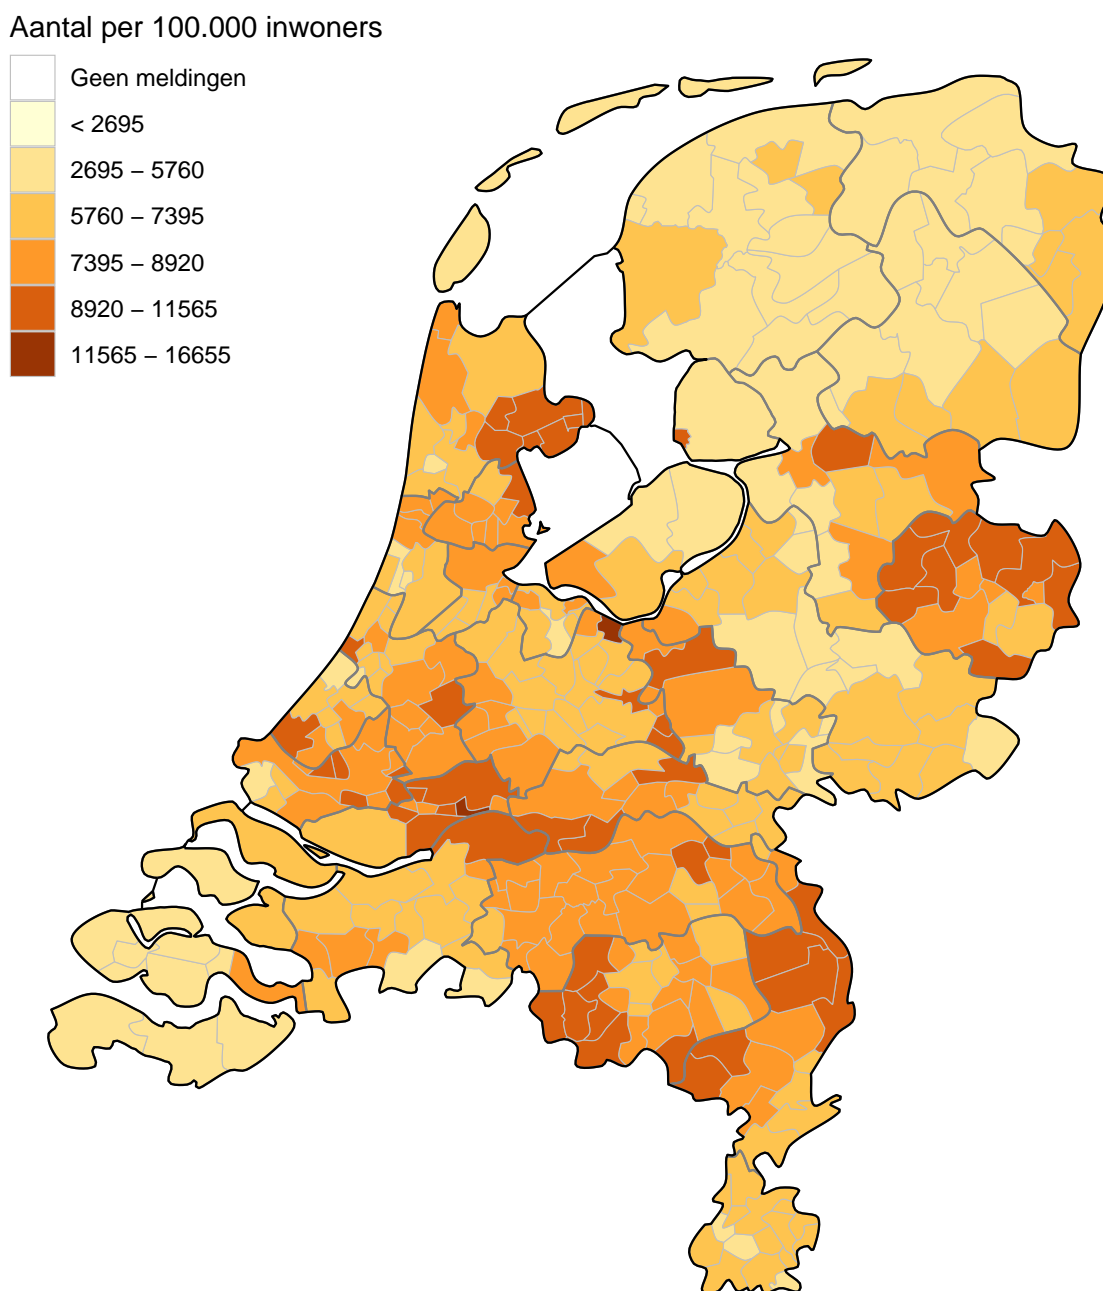 Aantal per 100.000 inwoners
Geen meldingen
< 2695
2695 – 5760
5760 – 7395
7395 – 8920
8920 – 11565
11565 – 16655